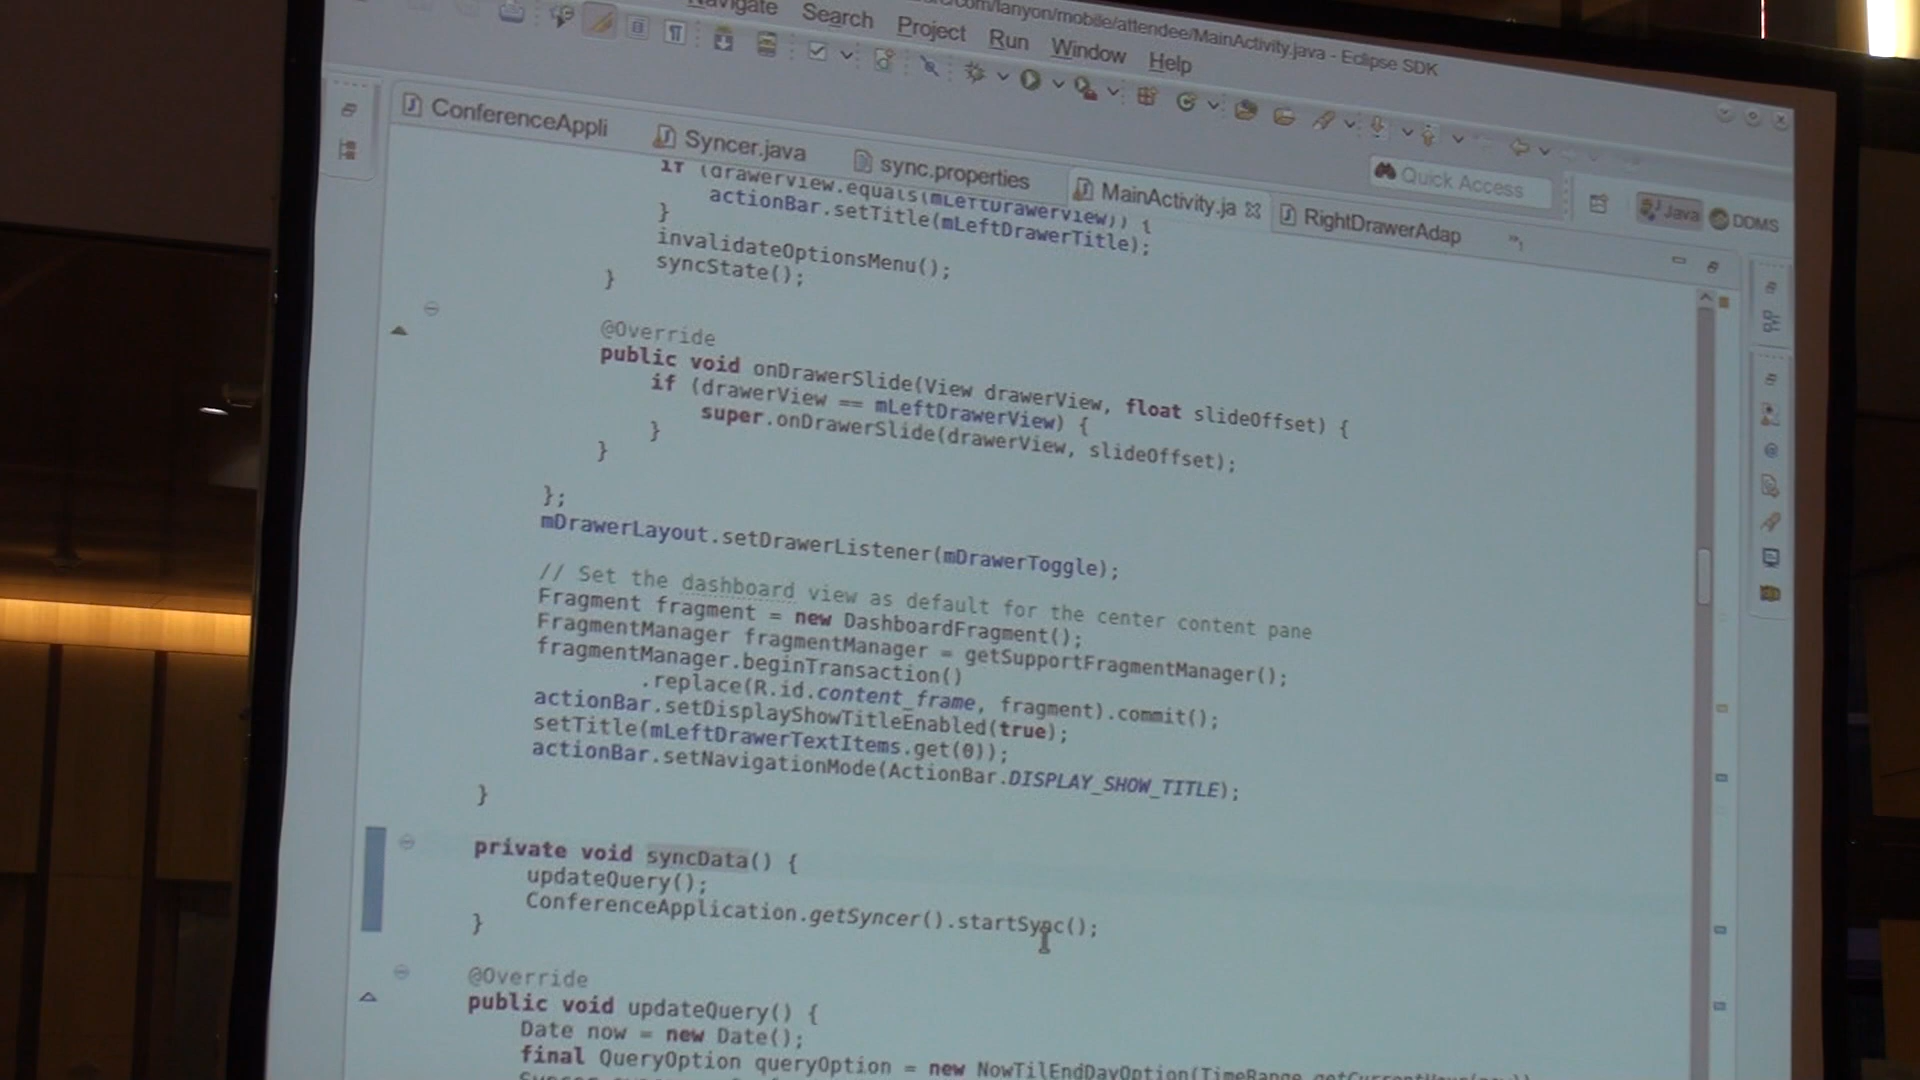 Navigate Search Project Run Window Help
com/lanyon/mobile/attendee/MainActivity.java - Eclipse SDK
Quick Access
Java DDMS
ConferenceAppli Syncer.java sync.properties MainActivity.ja RightDrawerAdap
if (drawerView.equals(mLeftDrawerView)) {
actionBar.setTitle(mLeftDrawerTitle);
}
invalidateOptionsMenu();
syncState();
}
@Override
public void onDrawerSlide(View drawerView, float slideOffset) {
if (drawerView == mLeftDrawerView) {
super.onDrawerSlide(drawerView, slideOffset);
}
}
};
mDrawerLayout.setDrawerListener(mDrawerToggle);
// Set the dashboard view as default for the center content pane
Fragment fragment = new DashboardFragment();
FragmentManager fragmentManager = getSupportFragmentManager();
fragmentManager.beginTransaction()
.replace(R.id.content_frame, fragment).commit();
actionBar.setDisplayShowTitleEnabled(true);
setTitle(mLeftDrawerTextItems.get(0));
actionBar.setNavigationMode(ActionBar.DISPLAY_SHOW_TITLE);
}
private void syncData() {
updateQuery();
ConferenceApplication.getSyncer().startSync();
}
@Override
public void updateQuery() {
Date now = new Date();
final QueryOption queryOption = new NowTilEndDayOption(TimeRange.